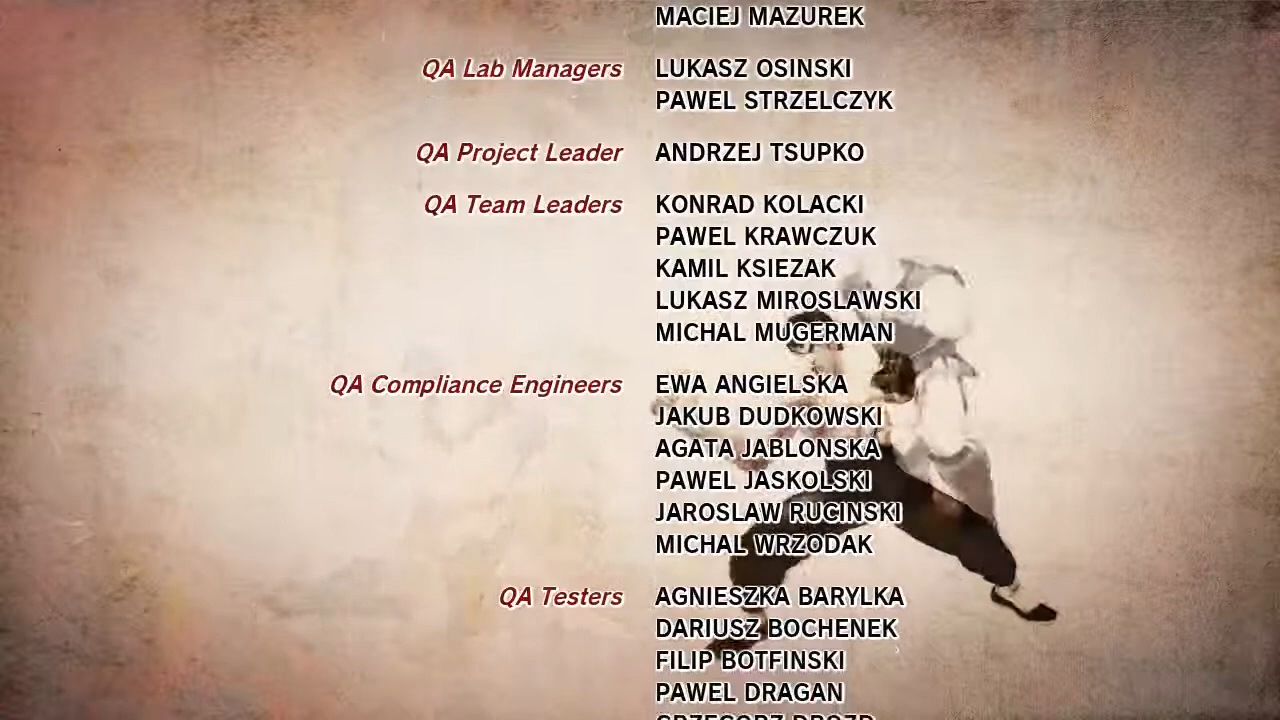 MACIEJ MAZUREK
QA Lab Managers LUKASZ OSINSKI
PAWEL STRZELCZYK
QA Project Leader ANDRZEJ TSUPKO
QA Team Leaders KONRAD KOLACKI
PAWEL KRAWCZUK
KAMIL KSIEZAK
LUKASZ MIROSLAWSKI
MICHAL MUGERMAN
QA Compliance Engineers EWA ANGIELSKA
JAKUB DUDKOWSKI
AGATA JABLONSKA
PAWEL JASKOLSKI
JAROSLAW RUCINSKI
MICHAL WRZODAK
QA Testers AGNIESZKA BARYLKA
DARIUSZ BOCHENEK
FILIP BOTFINSKI
PAWEL DRAGAN
GRZEGORZ DROZD